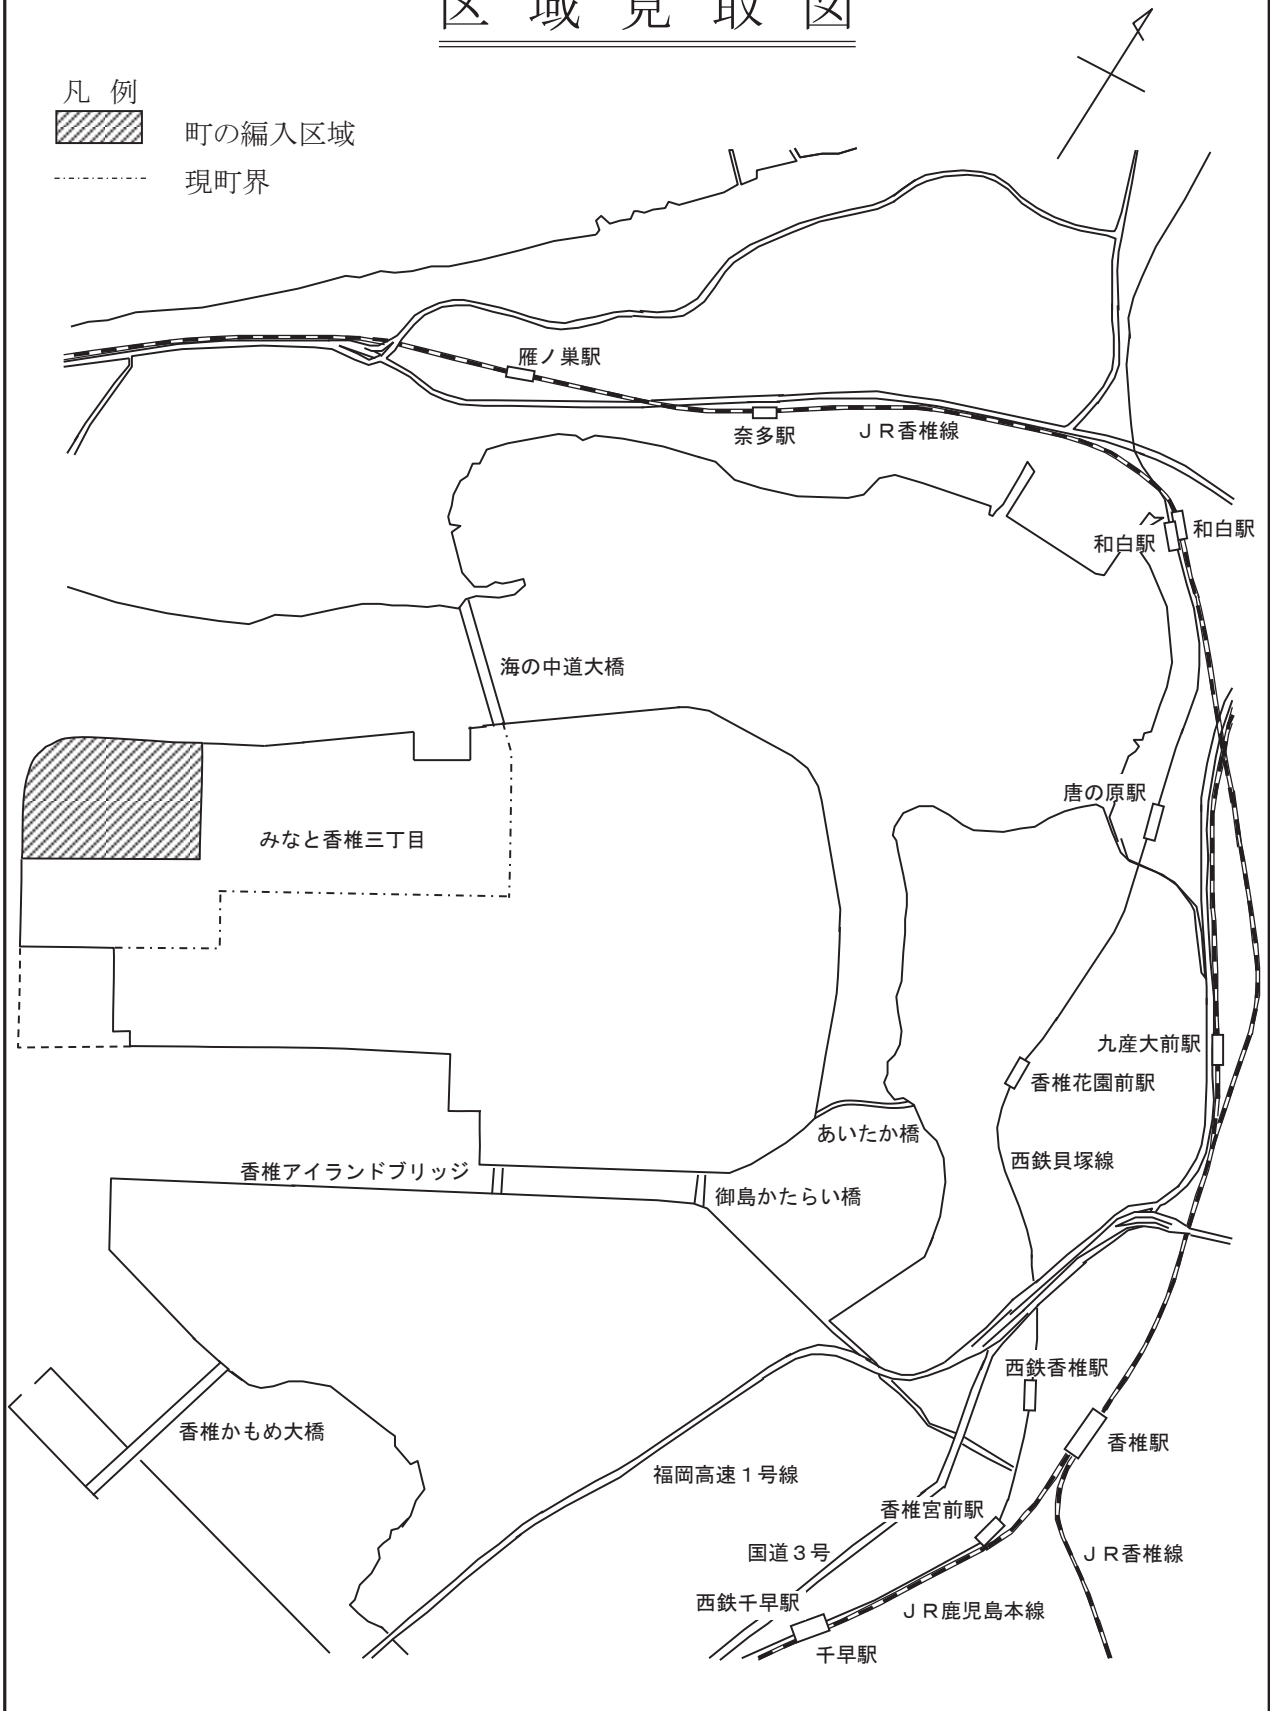 区域見取図
凡例
町の編入区域
現町界
雁ノ巣駅
奈多駅
ＪＲ香椎線
和白駅
和白駅
海の中道大橋
唐の原駅
みなと香椎三丁目
九産大前駅
香椎花園前駅
あいたか橋
西鉄貝塚線
香椎アイランドブリッジ
御島かたらい橋
西鉄香椎駅
香椎かもめ大橋
香椎駅
福岡高速１号線
香椎宮前駅
国道３号
ＪＲ香椎線
西鉄千早駅
ＪＲ鹿児島本線
千早駅